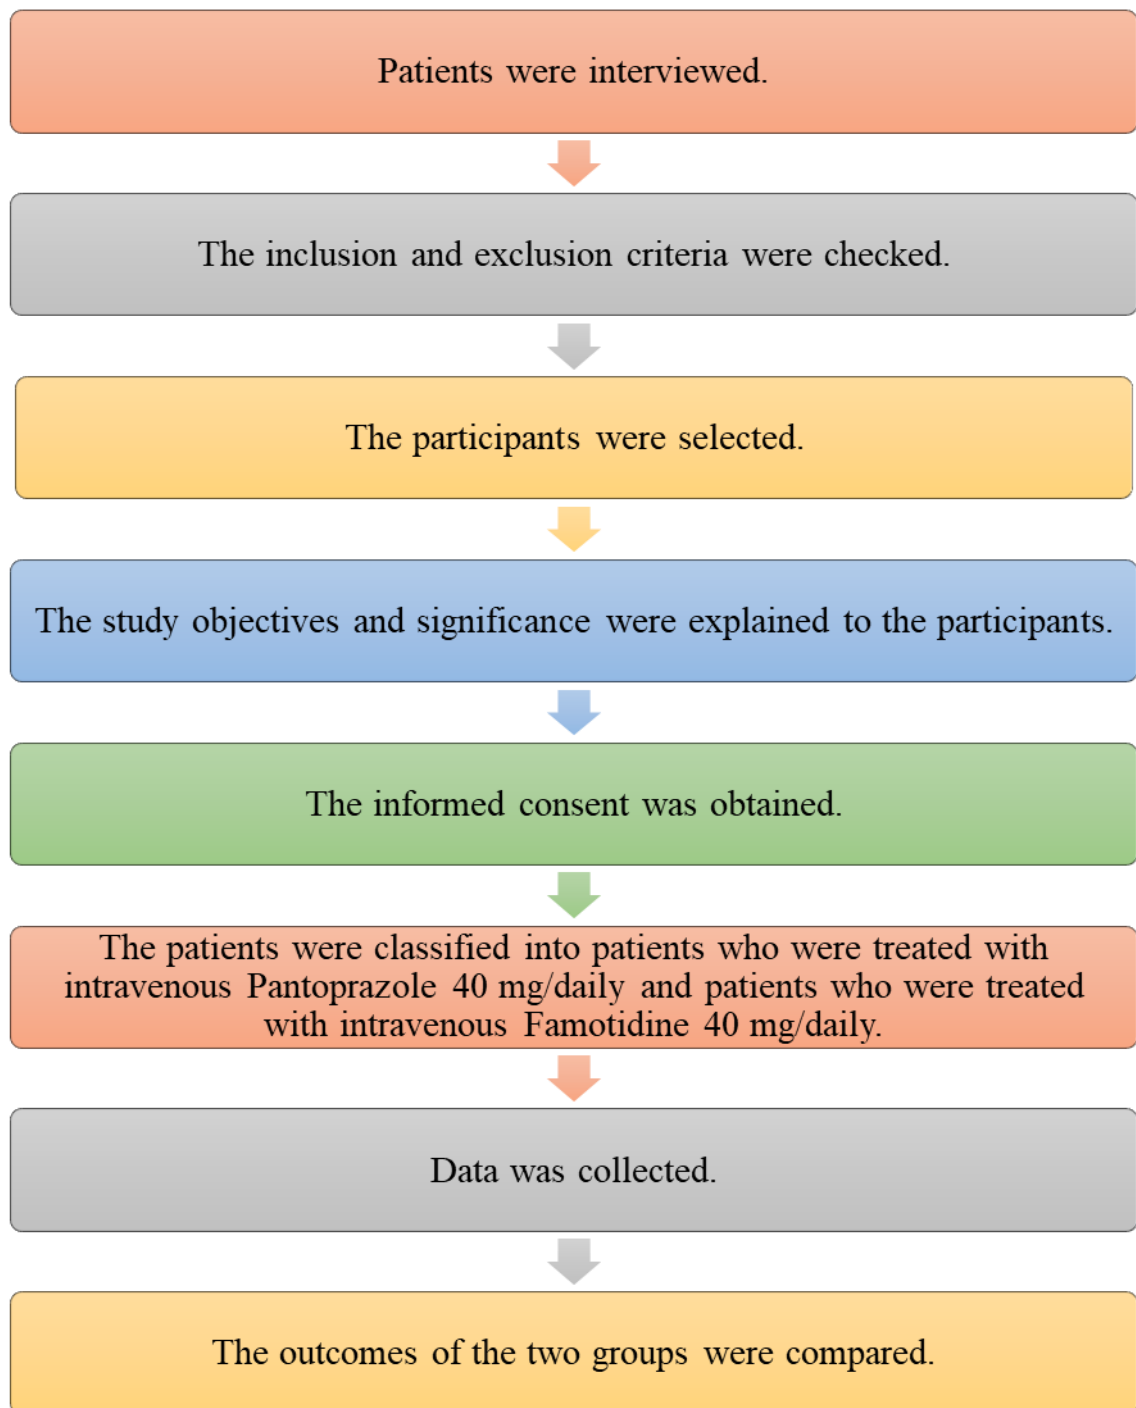 Patients were interviewed.
The inclusion and exclusion criteria were checked.
The participants were selected.
The study objectives and significance were explained to the participants.
The informed consent was obtained.
The patients were classified into patients who were treated with
intravenous Pantoprazole 40 mg/daily and patients who were treated
with intravenous Famotidine 40 mg/daily.
Data was collected.
The outcomes of the two groups were compared.